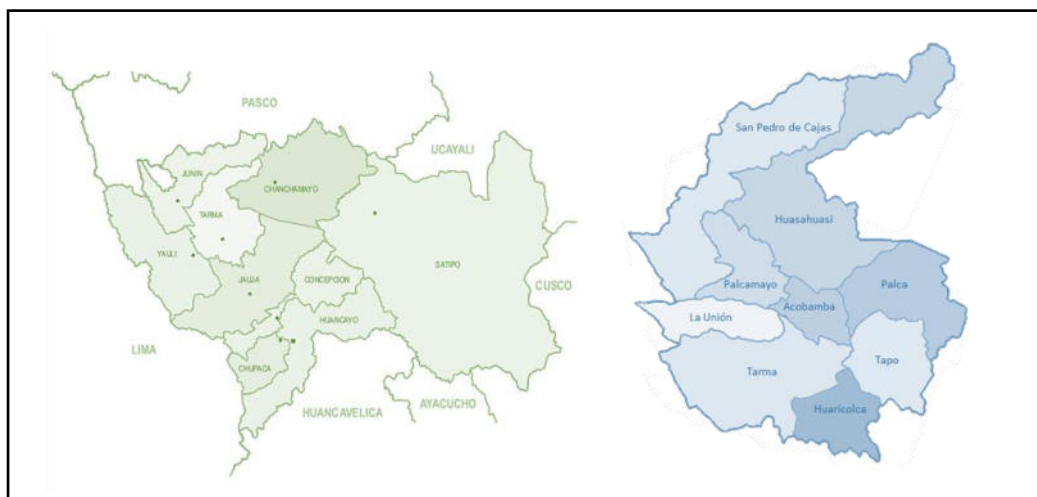 PASCO
UCAYALI
JUNIN
CHANCHAMAYO
TARMA
YAULI
SATIPO
JAUJA
CONCEPCION
CUSCO
HUANCAYO
LIMA
CHUPACA
AYACUCHO
HUANCAVELICA
San Pedro de Cajas
Huasahuasi
Palcamayo
Palca
Acobamba
La Unión
Tapo
Tarma
Huaricolca